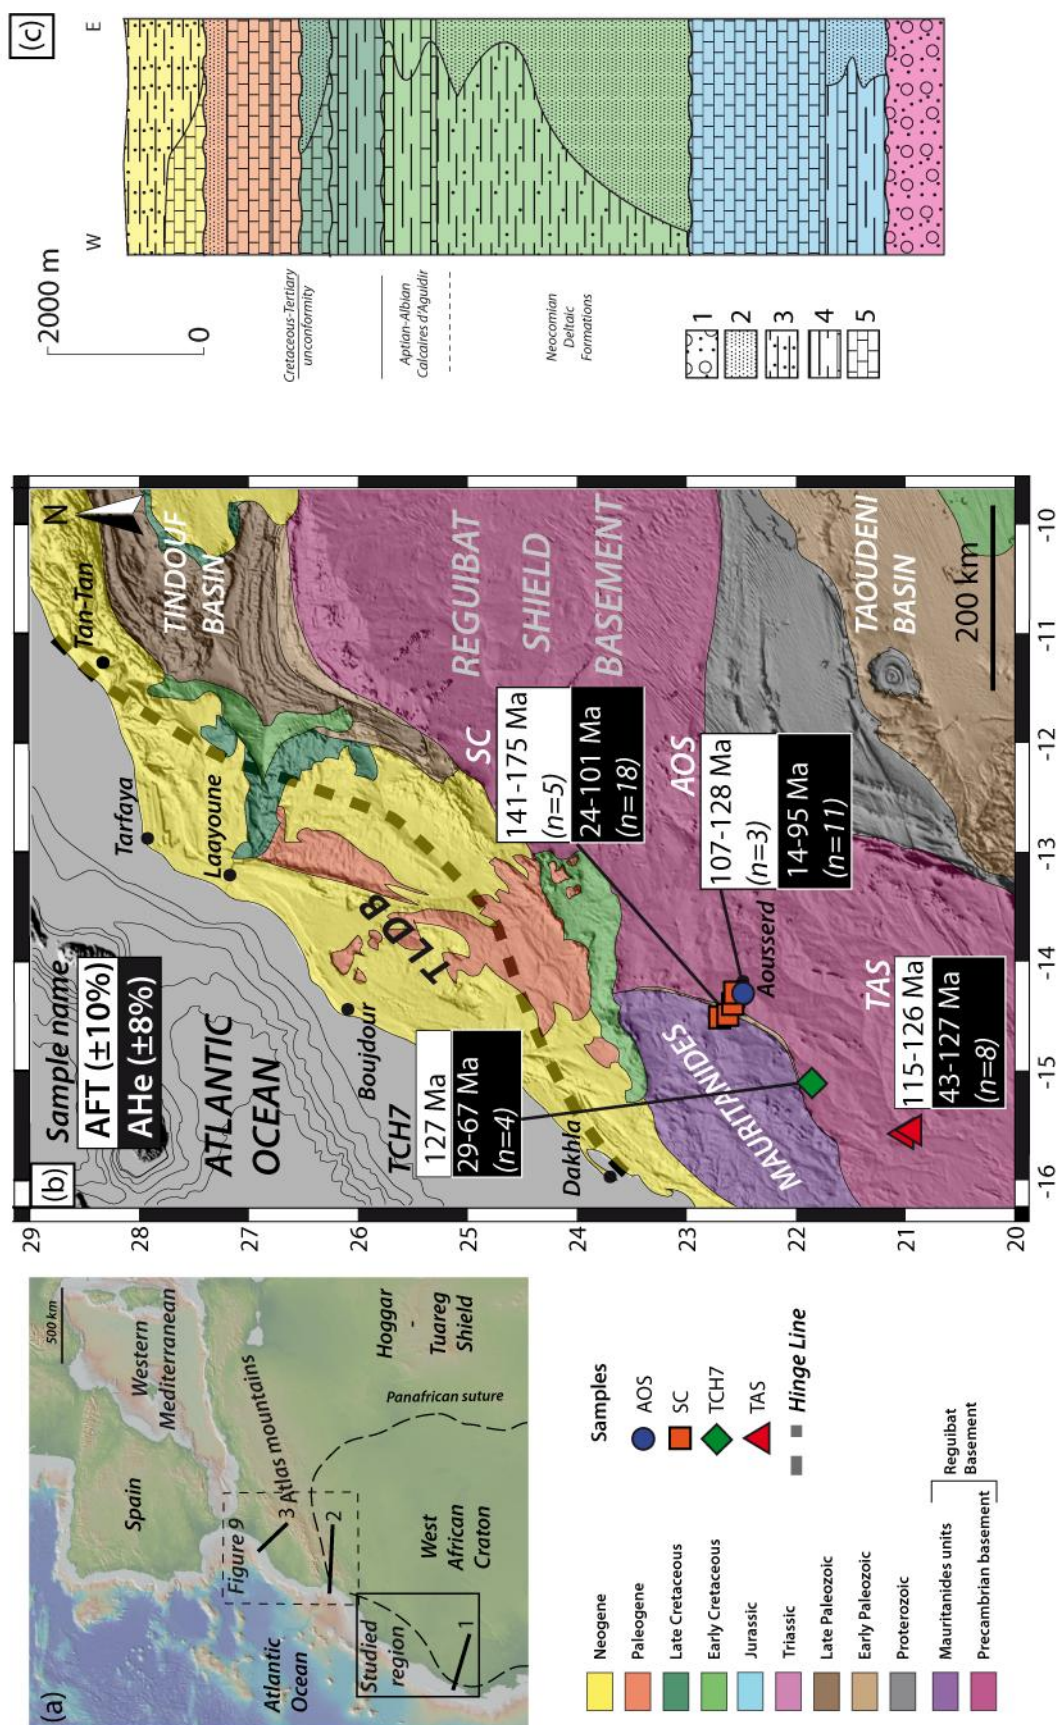 (a)
500 km
Spain
Western
Mediterranean
Figure 9
3
Atlas mountains
2
Atlantic
Ocean
Studied
region
1
West
African
Craton
Panafrican suture
Hoggar
-
Tuareg
Shield
Neogene
Paleogene
Late Cretaceous
Early Cretaceous
Jurassic
Triassic
Late Paleozoic
Early Paleozoic
Proterozoic
Mauritanides units
Precambrian basement
Reguibat
Basement
Samples
AOS
SC
TCH7
TAS
Hinge Line
(b)
Sample name
AFT (±10%)
AHe (±8%)
ATLANTIC
OCEAN
N
Tan-Tan
Tarfaya
Laayoune
Boujdour
Dakhla
TLDB
TINDOUF
BASIN
REGUIBAT
SHIELD
BASEMENT
TAOUDENI
BASIN
MAURITANIDES
Aousserd
TCH7
127 Ma
29-67 Ma
(n=4)
SC
141-175 Ma
(n=5)
24-101 Ma
(n=18)
AOS
107-128 Ma
(n=3)
14-95 Ma
(n=11)
TAS
115-126 Ma
43-127 Ma
(n=8)
200 km
29
28
27
26
25
24
23
22
21
20
-16
-15
-14
-13
-12
-11
-10
(c)
W
E
2000 m
0
Cretaceous-Tertiary
unconformity
Aptian-Albian
Calcaires d'Aguidir
Neocomian
Deltaic
Formations
1
2
3
4
5